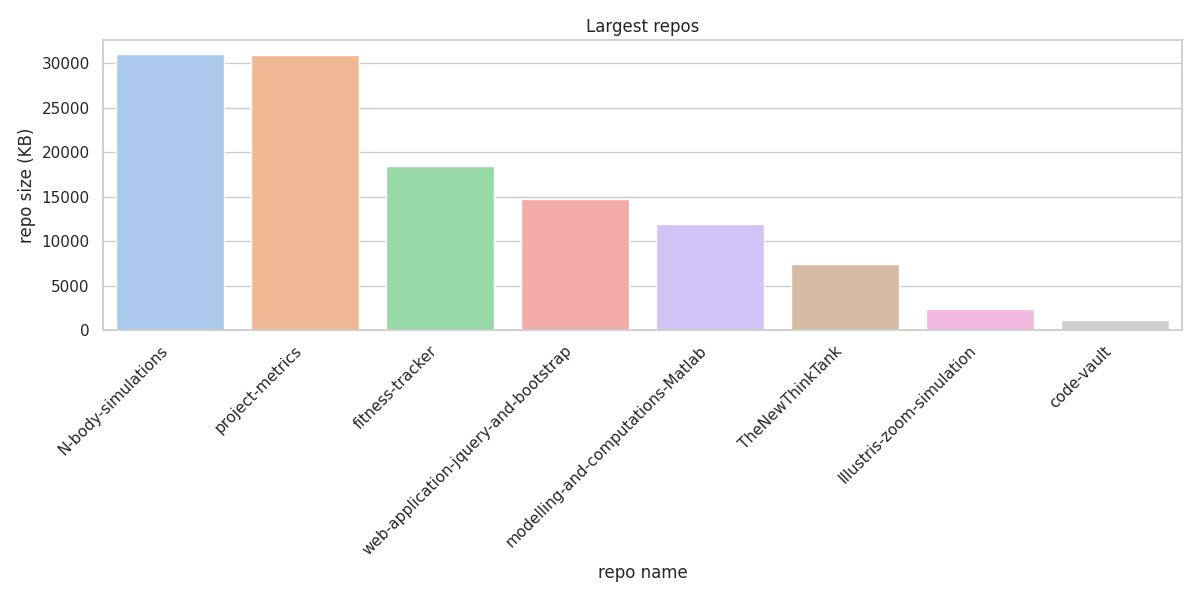 Largest repos
repo size (KB)
30000
25000
20000
15000
10000
5000
0
N-body-simulations
project-metrics
fitness-tracker
web-application-jquery-and-bootstrap
modelling-and-computations-Matlab
TheNewThinkTank
Illustris-zoom-simulation
code-vault
repo name